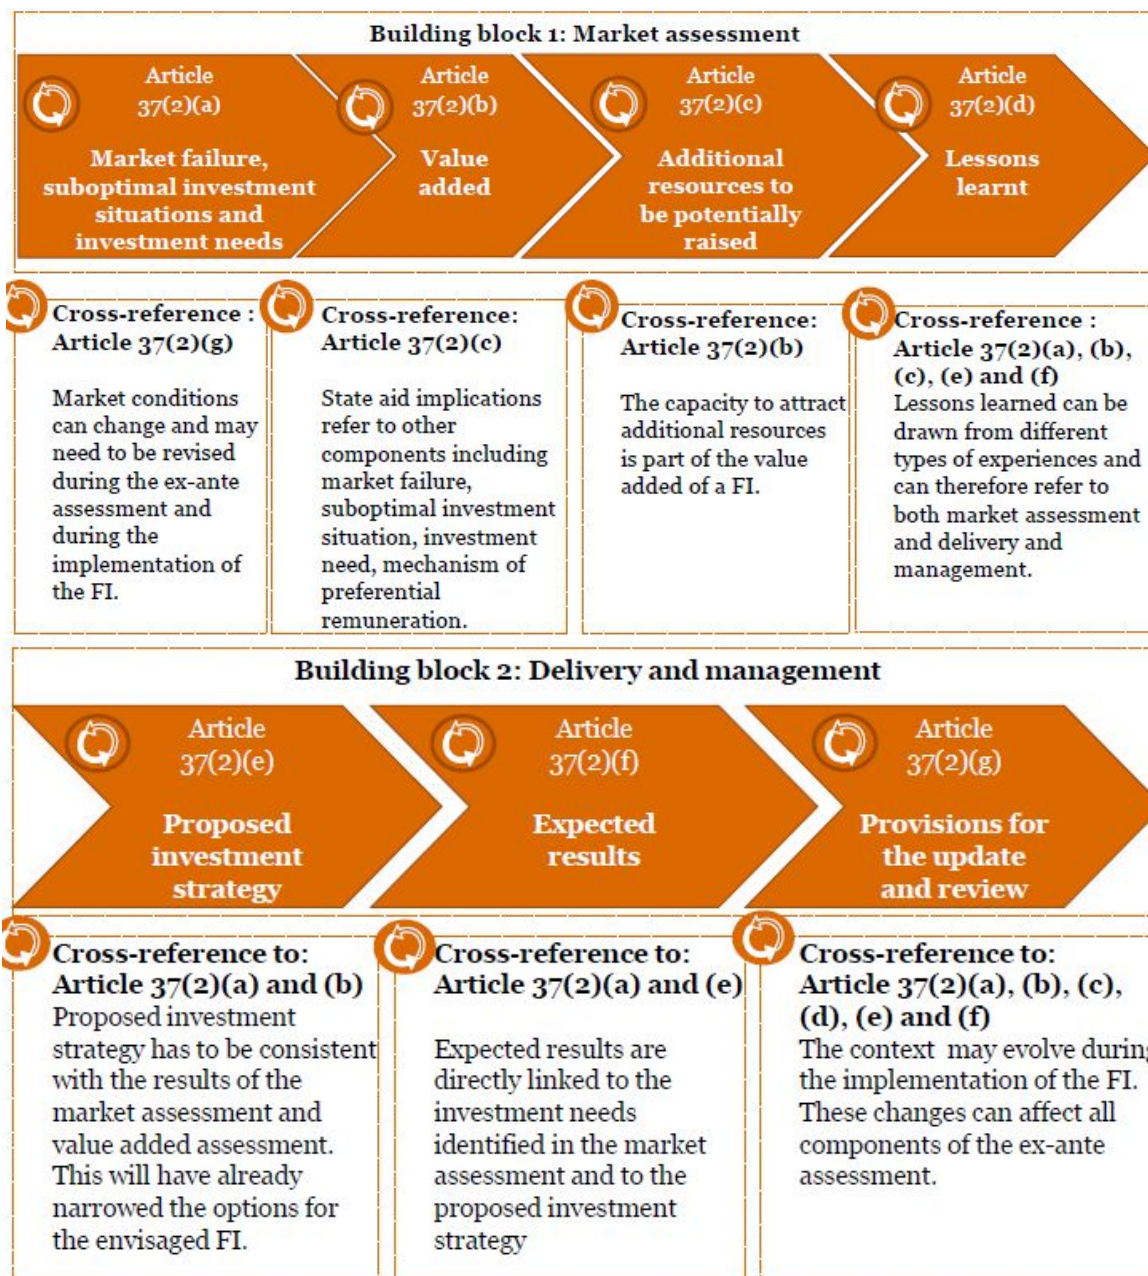 Building block 1: Market assessment
Article
37(2)(a)
Market failure,
suboptimal investment
situations and
investment needs
Article
37(2)(b)
Value
added
Article
37(2)(c)
Additional
resources to
be potentially
raised
Article
37(2)(d)
Lessons
learnt
Cross-reference :
Article 37(2)(g)
Market conditions
can change and may
need to be revised
during the ex-ante
assessment and
during the
implementation of
the FI.
Cross-reference:
Article 37(2)(c)
State aid implications
refer to other
components including
market failure,
suboptimal investment
situation, investment
need, mechanism of
preferential
remuneration.
Cross-reference:
Article 37(2)(b)
The capacity to attract
additional resources
is part of the value
added of a FI.
Cross-reference :
Article 37(2)(a), (b),
(c), (e) and (f)
Lessons learned can be
drawn from different
types of experiences and
can therefore refer to
both market assessment
and delivery and
management.
Building block 2: Delivery and management
Article
37(2)(e)
Proposed
investment
strategy
Article
37(2)(f)
Expected
results
Article
37(2)(g)
Provisions for
the update
and review
Cross-reference to:
Article 37(2)(a) and (b)
Proposed investment
strategy has to be consistent
with the results of the
market assessment and
value added assessment.
This will have already
narrowed the options for
the envisaged FI.
Cross-reference to:
Article 37(2)(a) and (e)
Expected results are
directly linked to the
investment needs
identified in the market
assessment and to the
proposed investment
strategy
Cross-reference to:
Article 37(2)(a), (b), (c),
(d), (e) and (f)
The context may evolve during
the implementation of the FI.
These changes can affect all
components of the ex-ante
assessment.